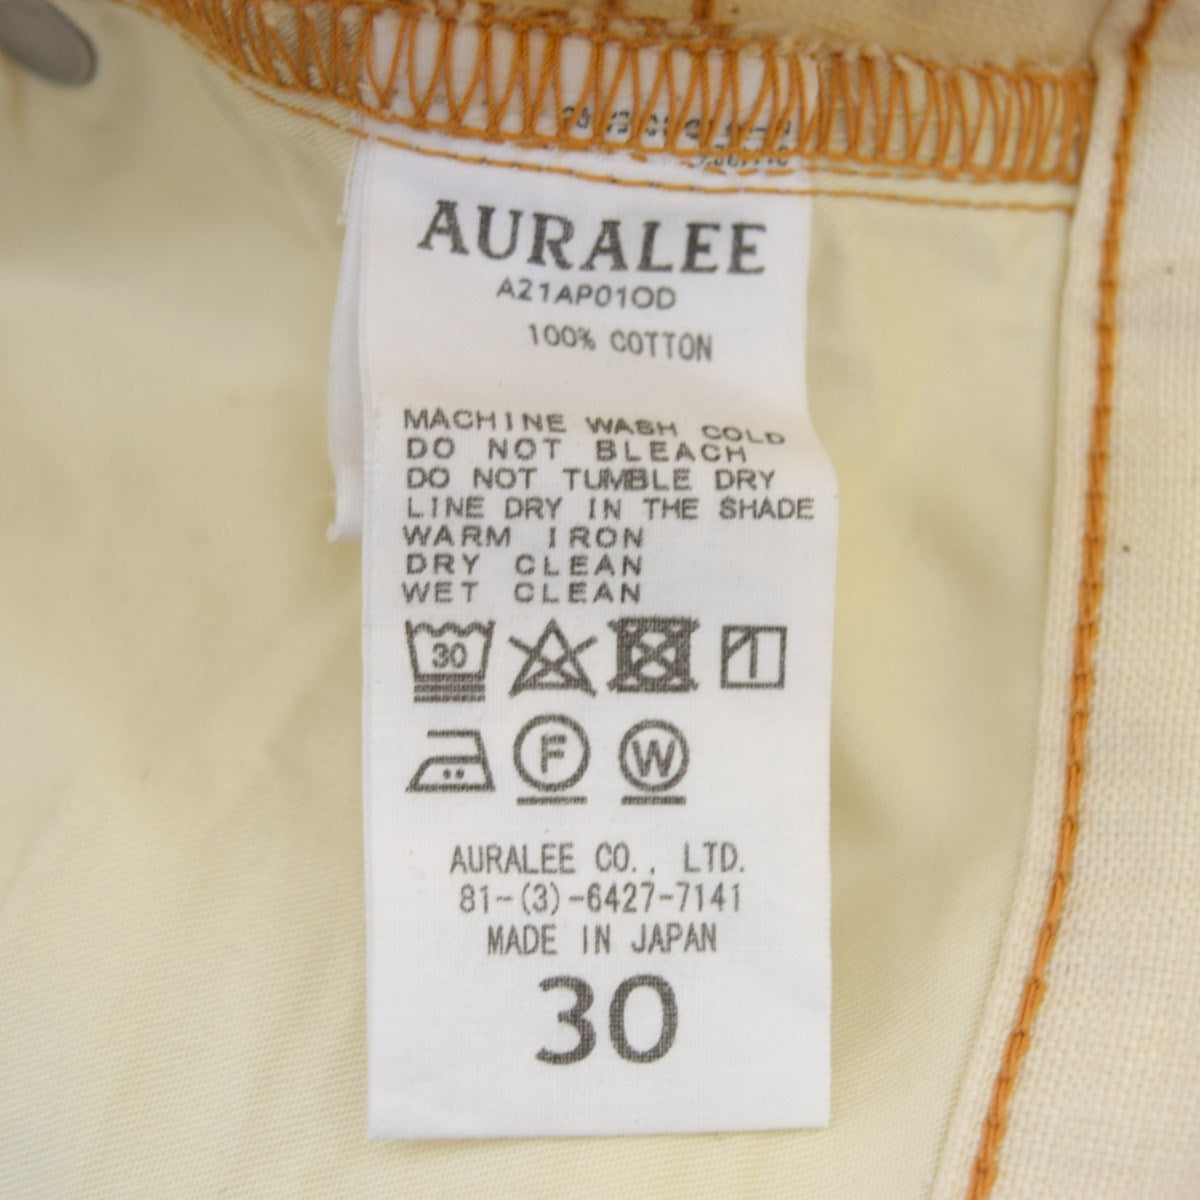 AURALEE
A21AP01OD
100% COTTON
MACHINE WASH COLD
DO NOT BLEACH
DO NOT TUMBLE DRY
LINE DRY IN THE SHADE
WARM IRON
DRY CLEAN
WET CLEAN
30
F W
AURALEE CO., LTD.
81-(3)-6427-7141
MADE IN JAPAN
30